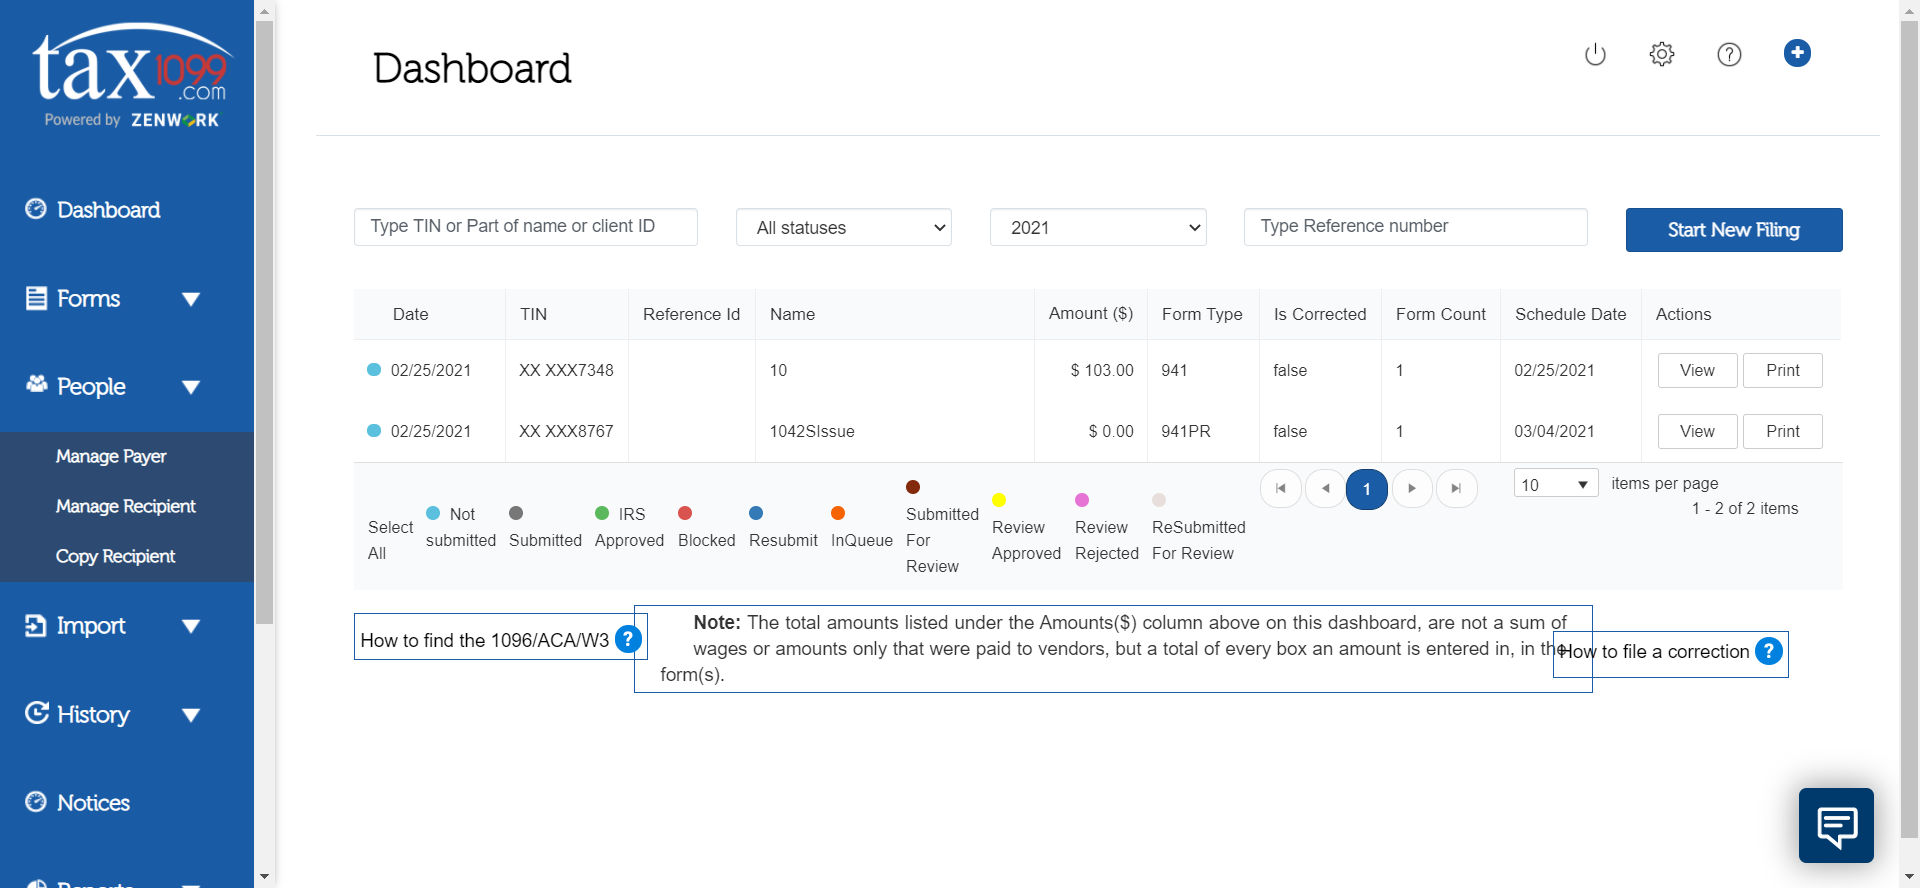 tax1099
.com
Powered by ZENWORK
Dashboard
Forms
People
Manage Payer
Manage Recipient
Copy Recipient
Import
History
Notices
Reports
Dashboard
Type TIN or Part of name or client ID
All statuses
2021
Type Reference number
Start New Filing
Date TIN Reference Id Name Amount ($) Form Type Is Corrected Form Count Schedule Date Actions
02/25/2021 XX XXX7348 10 $ 103.00 941 false 1 02/25/2021 View Print
02/25/2021 XX XXX8767 1042SIssue $ 0.00 941PR false 1 03/04/2021 View Print
Select
All
Not
submitted
Submitted
IRS
Approved
Blocked
Resubmit
InQueue
Submitted
For
Review
Review
Approved
Review
Rejected
ReSubmitted
For Review
1
10 items per page
1 - 2 of 2 items
How to find the 1096/ACA/W3 ?
Note: The total amounts listed under the Amounts($) column above on this dashboard, are not a sum of
wages or amounts only that were paid to vendors, but a total of every box an amount is entered in, in the
form(s).
How to file a correction ?